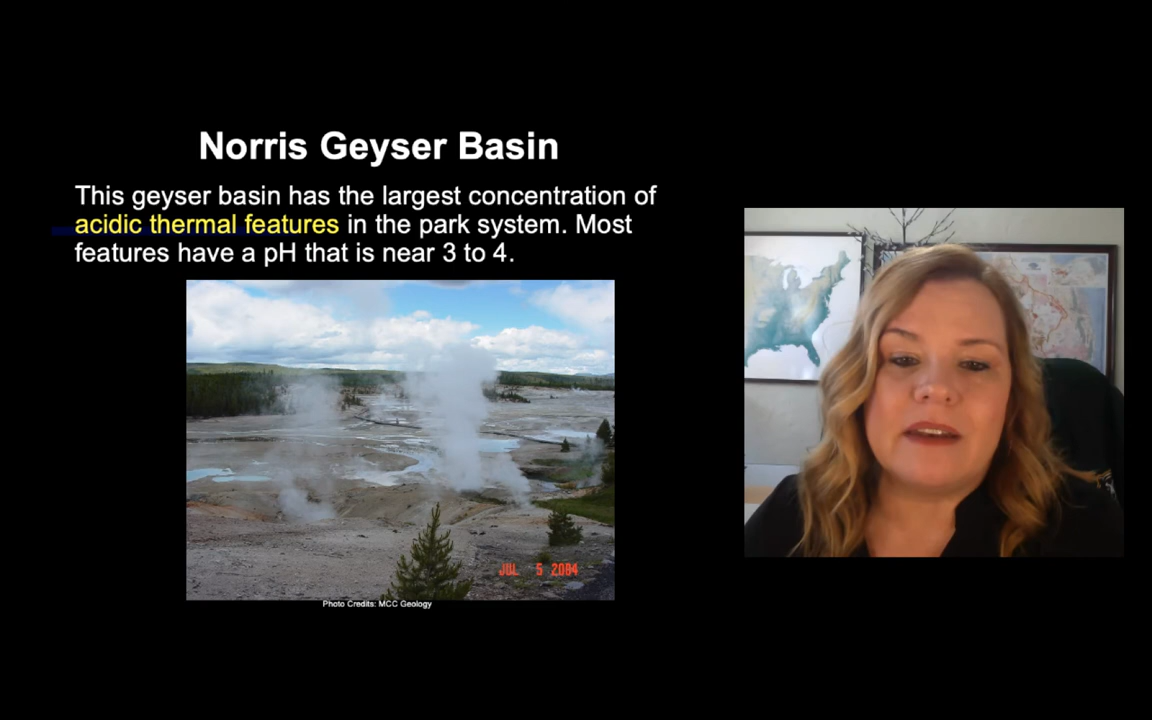 Norris Geyser Basin
This geyser basin has the largest concentration of
acidic thermal features in the park system. Most
features have a pH that is near 3 to 4.
JUL 5 2004
Photo Credits: MCC Geology